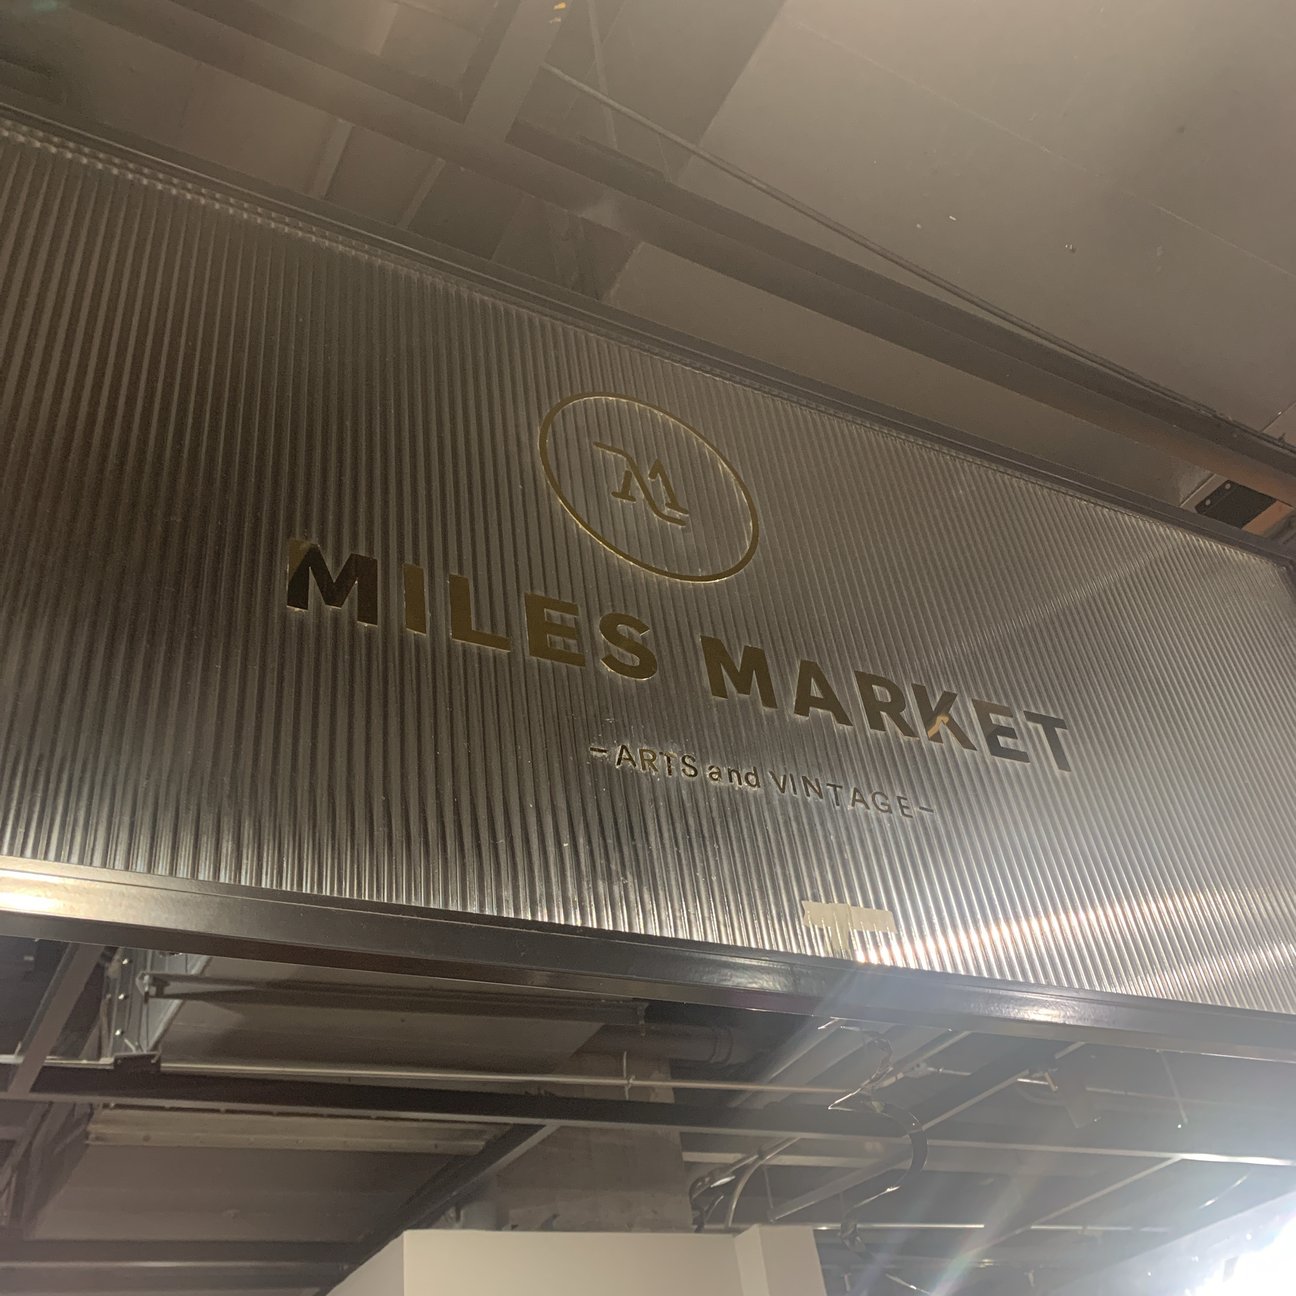 M
MILES MARKET
–ARTS and VINTAGE–